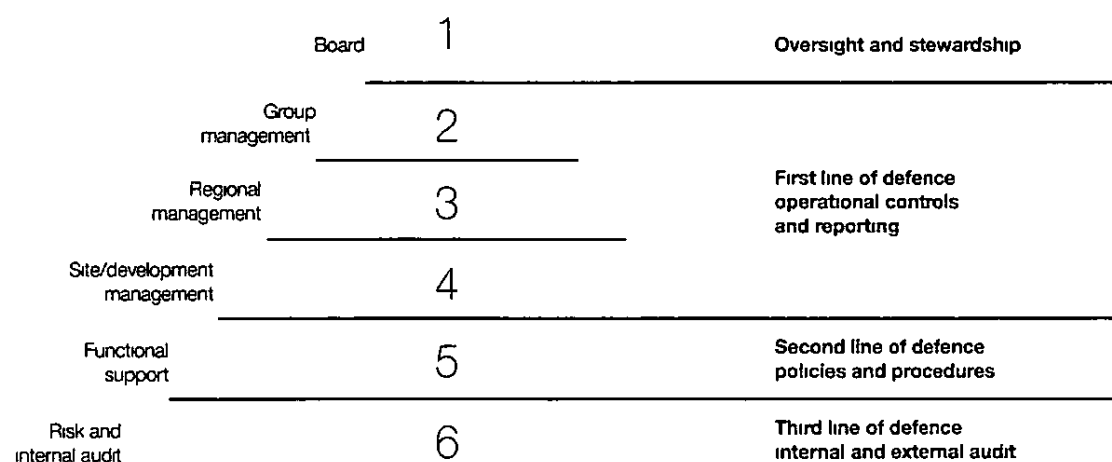 Board 1 Oversight and stewardship
Group
management
2
Regional
management
3
First line of defence
operational controls
and reporting
Site/development
management
4
Functional
support
5
Second line of defence
policies and procedures
Risk and
internal audit
6
Third line of defence
internal and external audit